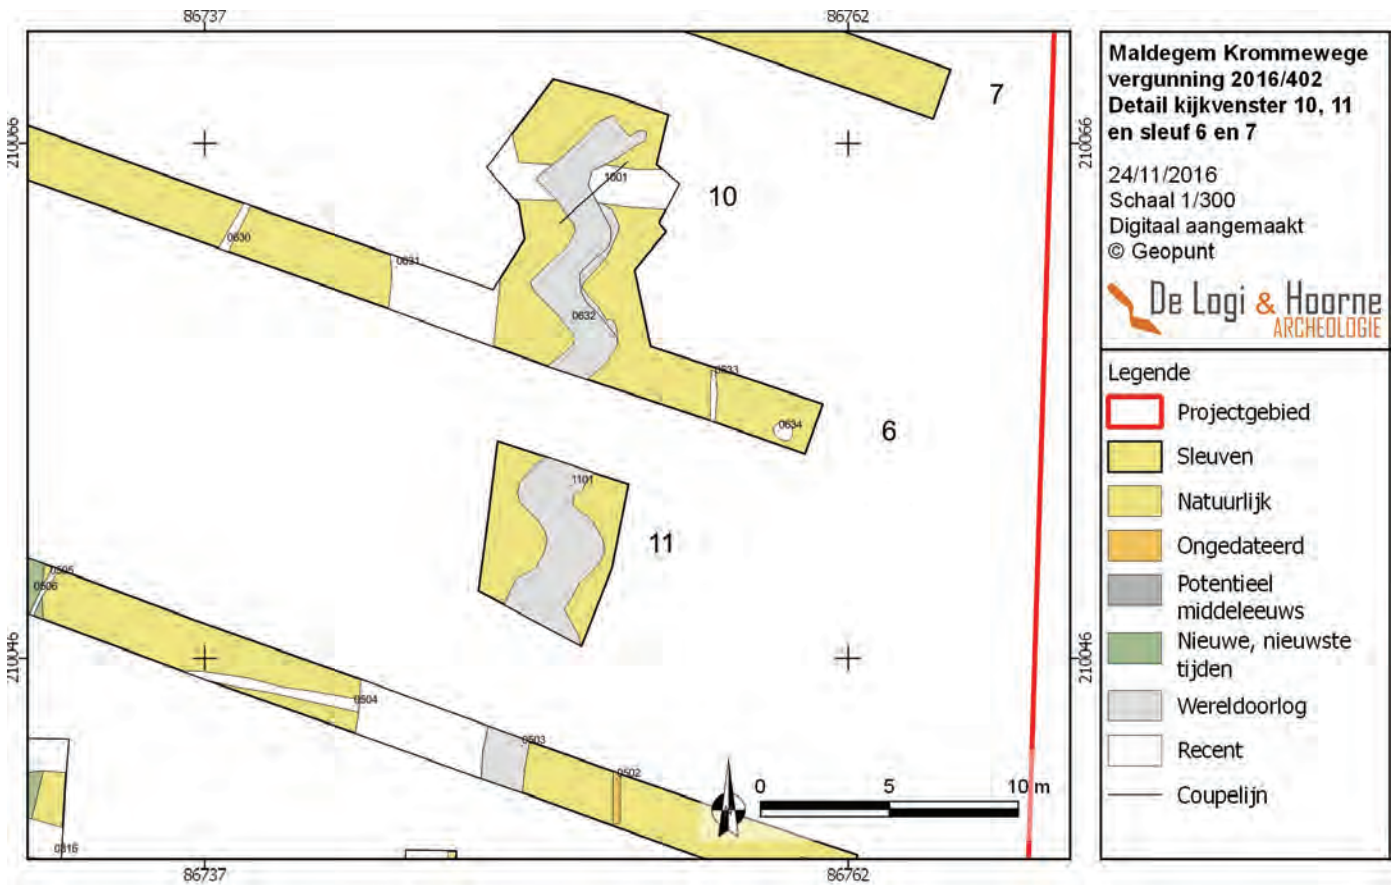 86737
86762
210066
210066
7
10
1001
0630
0631
0632
0633
0634
6
1101
11
0505
0506
210046
210046
0504
0503
0502
0 5 10 m
0315
86737
86762
Maldegem Krommewege
vergunning 2016/402
Detail kijkvenster 10, 11
en sleuf 6 en 7
24/11/2016
Schaal 1/300
Digitaal aangemaakt
© Geopunt
De Logi & Hoorne
ARCHEOLOGIE
Legende
Projectgebied
Sleuven
Natuurlijk
Ongedateerd
Potentieel
middeleeuws
Nieuwe, nieuwste
tijden
Wereldoorlog
Recent
Coupelijn